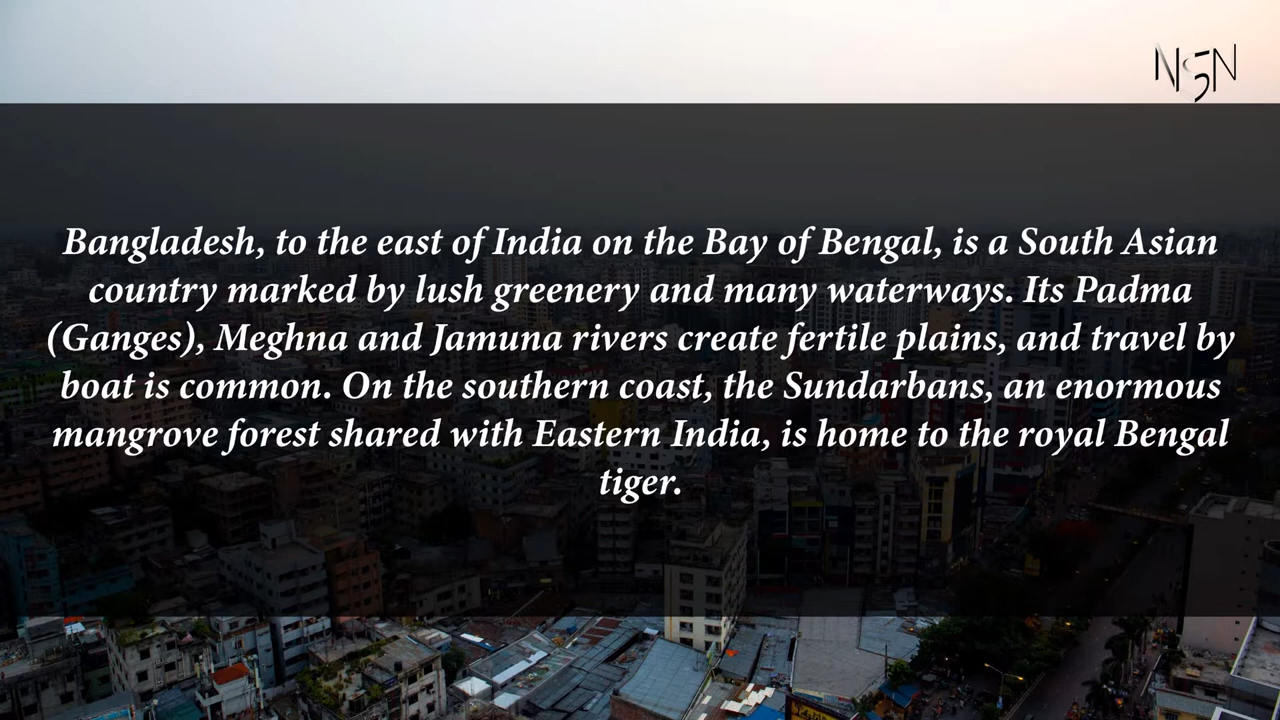 NSN
Bangladesh, to the east of India on the Bay of Bengal, is a South Asian
country marked by lush greenery and many waterways. Its Padma
(Ganges), Meghna and Jamuna rivers create fertile plains, and travel by
boat is common. On the southern coast, the Sundarbans, an enormous
mangrove forest shared with Eastern India, is home to the royal Bengal
tiger.